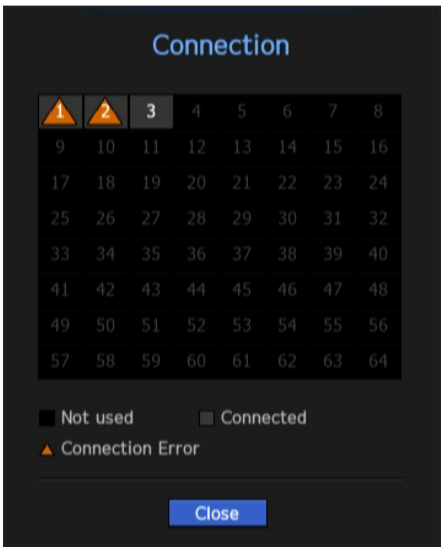 Connection
1 2 3 4 5 6 7 8
9 10 11 12 13 14 15 16
17 18 19 20 21 22 23 24
25 26 27 28 29 30 31 32
33 34 35 36 37 38 39 40
41 42 43 44 45 46 47 48
49 50 51 52 53 54 55 56
57 58 59 60 61 62 63 64
Not used Connected
Connection Error
Close